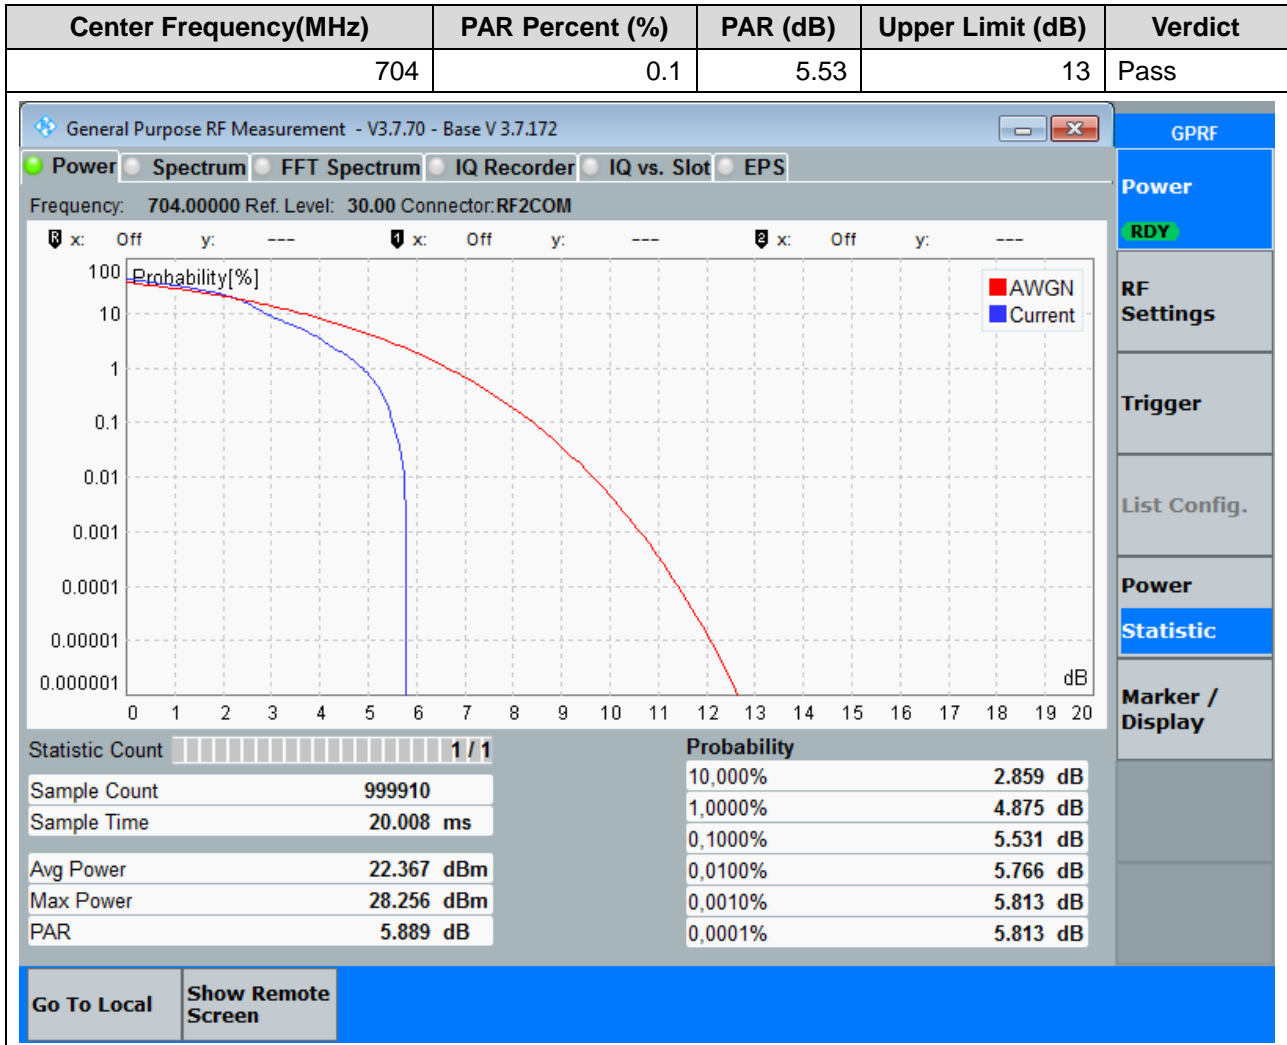 Center Frequency(MHz) PAR Percent (%) PAR (dB) Upper Limit (dB) Verdict
704 0.1 5.53 13 Pass
General Purpose RF Measurement - V3.7.70 - Base V 3.7.172
GPRF
Power Spectrum FFT Spectrum IQ Recorder IQ vs. Slot EPS
Frequency: 704.00000 Ref. Level: 30.00 Connector:RF2COM
R x: Off y: --- 1 x: Off y: --- 2 x: Off y: ---
Probability[%]
AWGN
Current
100
10
1
0.1
0.01
0.001
0.0001
0.00001
0.000001
dB
0 1 2 3 4 5 6 7 8 9 10 11 12 13 14 15 16 17 18 19 20
Statistic Count 1 / 1
Sample Count 999910
Sample Time 20.008 ms
Avg Power 22.367 dBm
Max Power 28.256 dBm
PAR 5.889 dB
Probability
10,000% 2.859 dB
1,0000% 4.875 dB
0,1000% 5.531 dB
0,0100% 5.766 dB
0,0010% 5.813 dB
0,0001% 5.813 dB
Power
RDY
RF
Settings
Trigger
List Config.
Power
Statistic
Marker /
Display
Go To Local
Show Remote
Screen